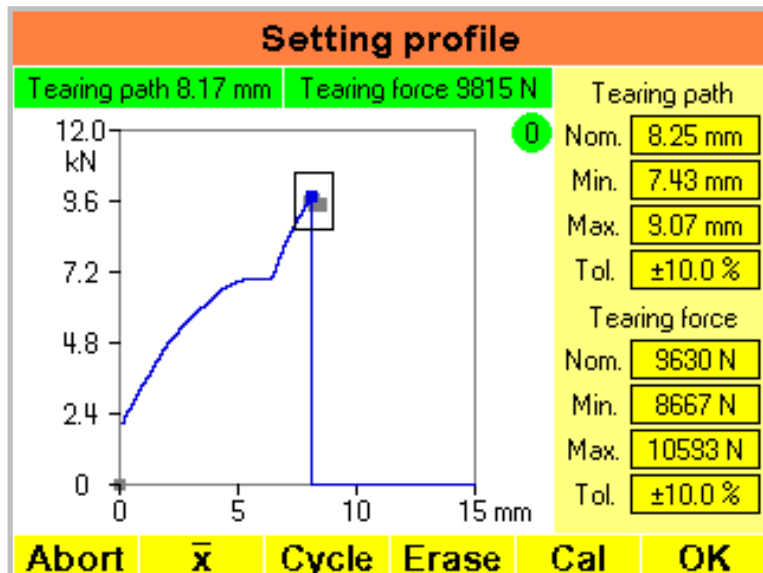 Setting profile
Tearing path 8.17 mm
Tearing force 9815 N
12.0
kN
9.6
7.2
4.8
2.4
0
0
5
10
15 mm
0
Tearing path
Nom. 8.25 mm
Min. 7.43 mm
Max. 9.07 mm
Tol. ±10.0 %
Tearing force
Nom. 9630 N
Min. 8667 N
Max. 10593 N
Tol. ±10.0 %
Abort x̅ Cycle Erase Cal OK